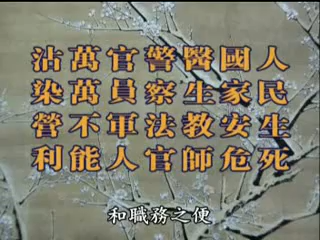 人民生死
國家安危
醫生教師
警察法官
官員軍人
萬萬不能
沾染營利
和職務之便